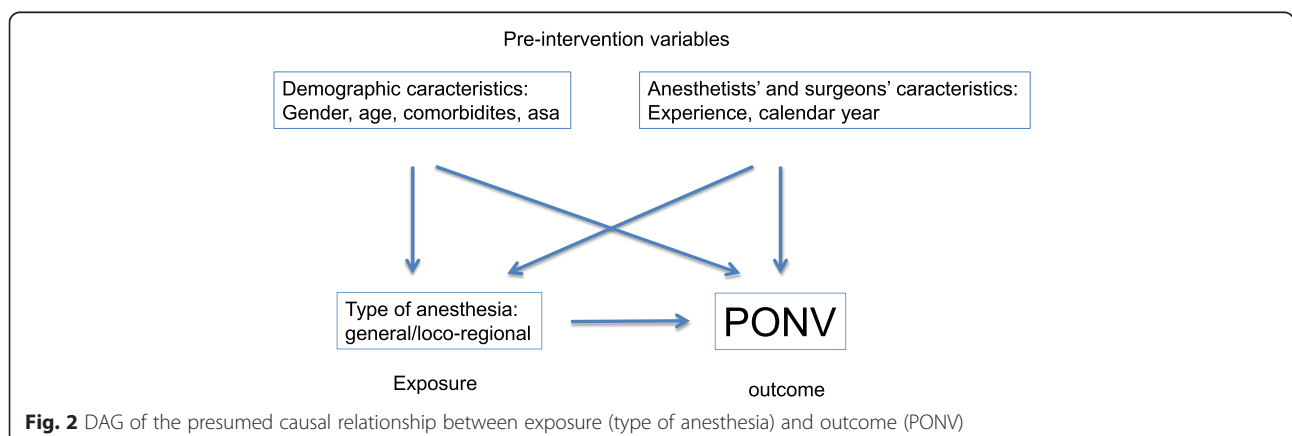 Pre-intervention variables
Demographic caracteristics:
Gender, age, comorbidites, asa
Anesthetists' and surgeons' caracteristics:
Experience, calendar year
Type of anesthesia:
general/loco-regional
PONV
Exposure
outcome
Fig. 2 DAG of the presumed causal relationship between exposure (type of anesthesia) and outcome (PONV)